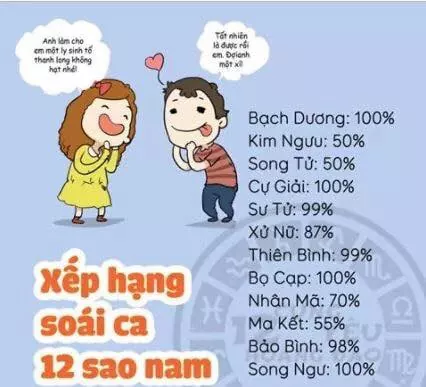 Anh làm cho
em một ly sinh tố
thanh long không
hạt nhé!
Tất nhiên
là được rồi
em. Đợi anh
một xíu!
Bạch Dương: 100%
Kim Ngưu: 50%
Song Tử: 50%
Cự Giải: 100%
Sư Tử: 99%
Xử Nữ: 87%
Thiên Bình: 99%
Bọ Cạp: 100%
Nhân Mã: 70%
Ma Kết: 55%
Bảo Bình: 98%
Song Ngư: 100%
Xếp hạng
soái ca
12 sao nam